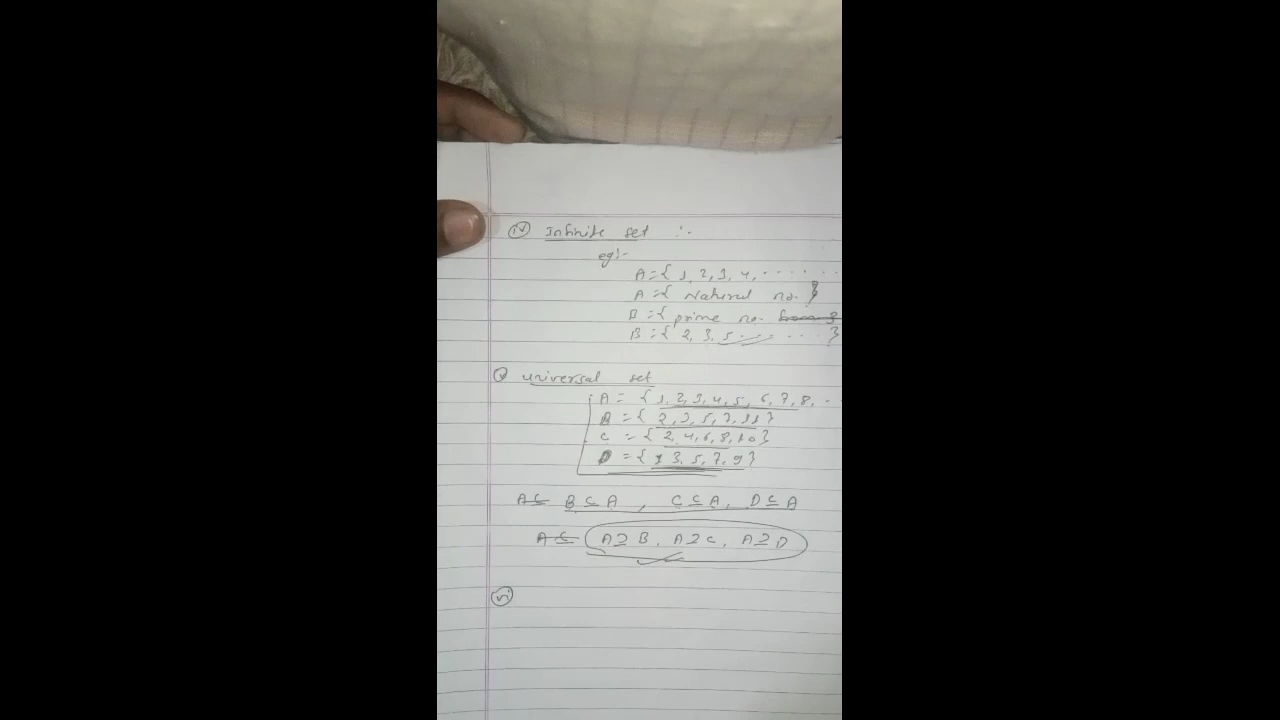 iv Infinite set :-
eg:-
A = { 1, 2, 3, 4, . . . . . .
A = { Natural no. }
B = { prime no.
B = { 2, 3, 5 . . . . . . . }
v universal set
A = { 1, 2, 3, 4, 5, 6, 7, 8, . .
B = { 2, 3, 5, 7, 11 }
C = { 2, 4, 6, 8, 10 }
D = { 1 3, 5, 7, 9 }
A ⊆ B ⊆ A , C ⊆ A, D ⊆ A
A ⊆ A ⊇ B, A ⊇ C, A ⊇ D
vi